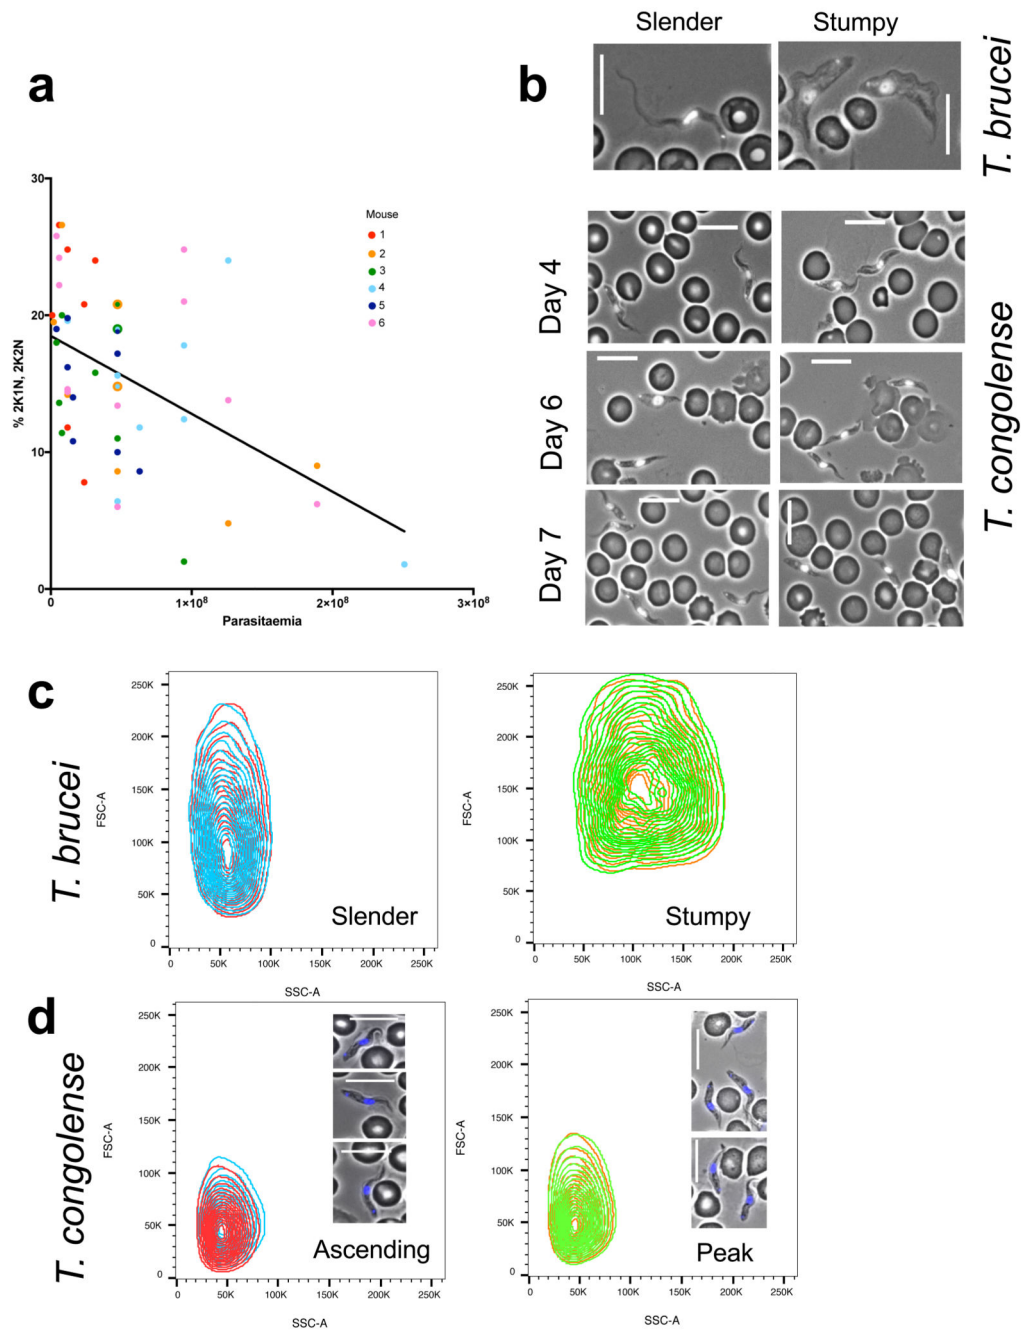 a
30
20
10
0
% 2K1N, 2K2N
0
1×10⁸
2×10⁸
3×10⁸
Parasitaemia
Mouse
1
2
3
4
5
6
b
Slender
Stumpy
T. brucei
Day 4
Day 6
Day 7
T. congolense
c
T. brucei
250K
200K
150K
100K
50K
0
FSC-A
Slender
0
50K
100K
150K
200K
250K
SSC-A
250K
200K
150K
100K
50K
0
FSC-A
Stumpy
0
50K
100K
150K
200K
250K
SSC-A
d
T. congolense
250K
200K
150K
100K
50K
0
FSC-A
Ascending
0
50K
100K
150K
200K
250K
SSC-A
250K
200K
150K
100K
50K
0
FSC-A
Peak
0
50K
100K
150K
200K
250K
SSC-A